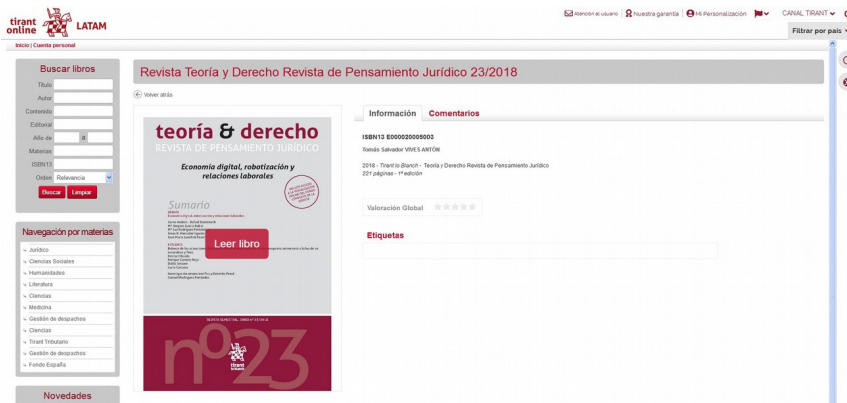 tirant
online
LATAM
Atención al usuario | Nuestra garantía | Mi Personalización
CANAL TIRANT
Filtrar por país
Inicio | Cuenta personal
Buscar libros
Título
Autor
Contenido
Editorial
Año de
a
Materias
ISBN13
Orden Relevancia
Buscar Limpiar
Navegación por materias
Jurídico
Ciencias Sociales
Humanidades
Literatura
Ciencias
Medicina
Gestión de despachos
Ciencias
Tirant Tributario
Gestión de despachos
Fondo España
Novedades
Revista Teoría y Derecho Revista de Pensamiento Jurídico 23/2018
Volver atrás
teoría & derecho
REVISTA DE PENSAMIENTO JURÍDICO
Economía digital, robotización y
relaciones laborales
Sumario
Leer libro
nº23
tirant
Información Comentarios
ISBN13 E000020005003
Tomás Salvador VIVES ANTÓN
2018 - Tirant lo Blanch - Teoría y Derecho Revista de Pensamiento Jurídico
221 páginas - 1ª edición
Valoración Global
Etiquetas